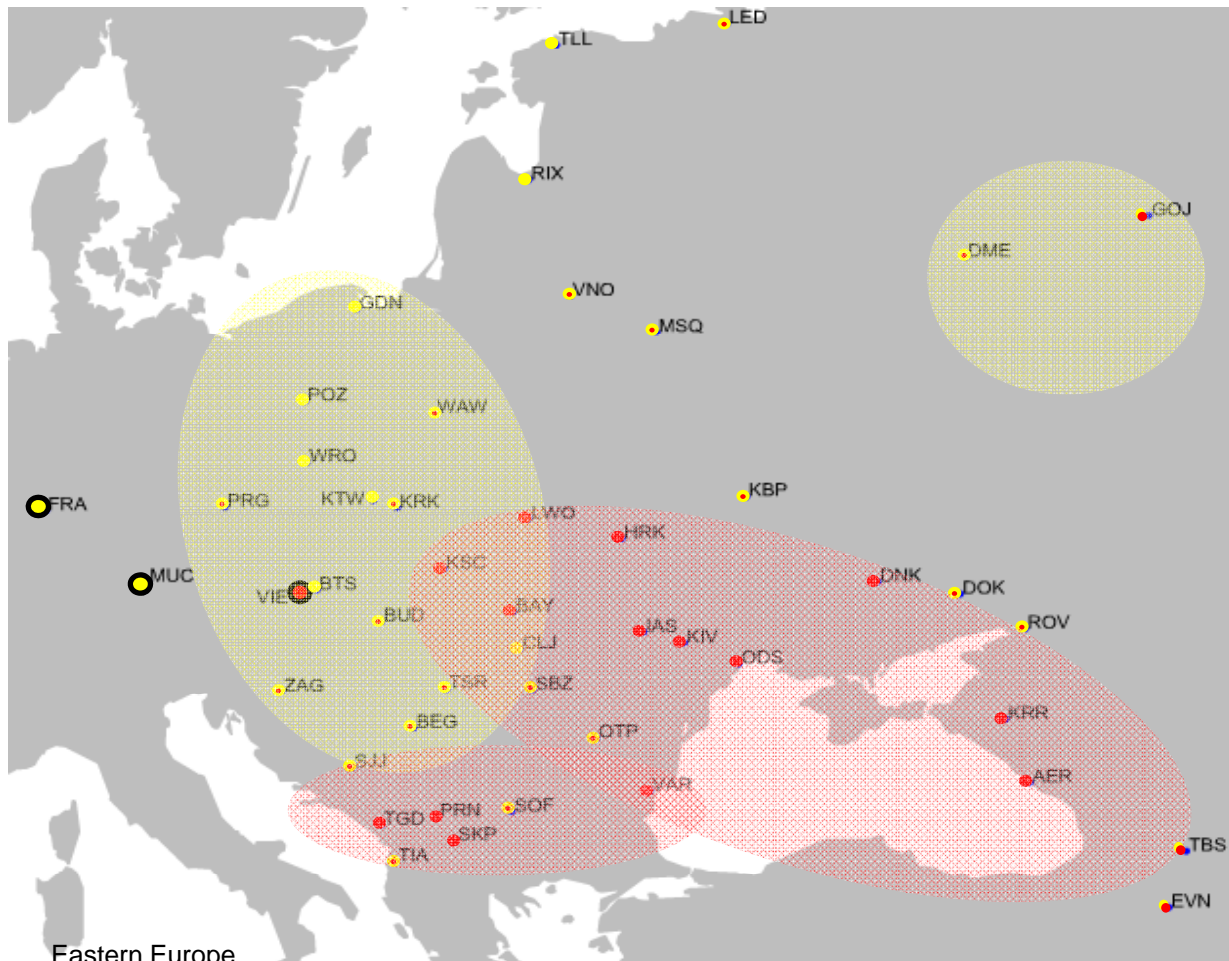 LED
TLL
RIX
GOJ
DME
VNO
GDN
MSQ
POZ
WAW
WRO
KTW
KRK
PRG
KBP
FRA
LWO
HRK
KSC
MUC
BTS
VIE
DNK
DOK
BAY
BUD
ROV
JAS
KIV
CLJ
ODS
ZAG
TSR
SBZ
KRR
BEG
OTP
SJJ
AER
VAR
SOF
PRN
TGD
SKP
TBS
TIA
EVN
Eastern Europe